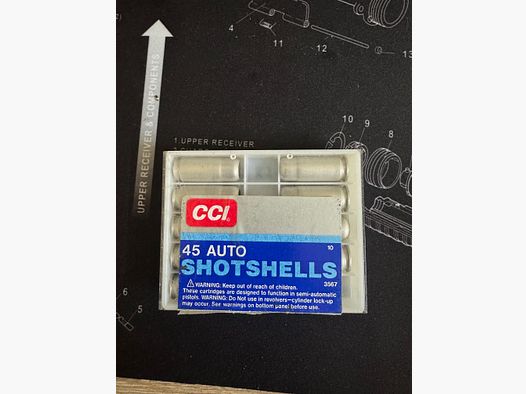 4
11
12
UPPER RECEIVER & COMPONENTS
1 UPPER RECEIVER
10
9
8
CCI
45 AUTO
10
SHOTSHELLS
⚠ WARNING: Keep out of reach of children.
3567
These cartridges are designed to function in semi-automatic
pistols. WARNING: Do Not use in revolvers—cylinder lock-up
may occur. See warnings on bottom panel before use.
6
5